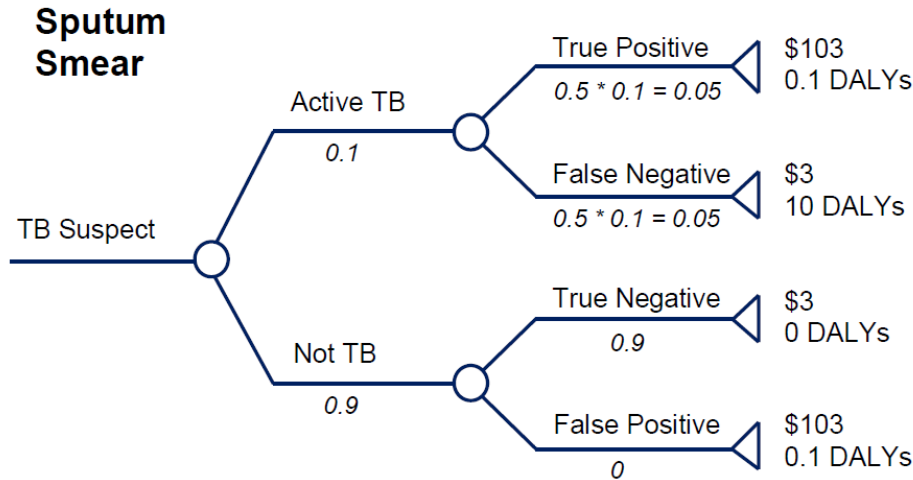 Sputum
Smear
TB Suspect
Active TB
0.1
True Positive
0.5 * 0.1 = 0.05
$103
0.1 DALYs
False Negative
0.5 * 0.1 = 0.05
$3
10 DALYs
Not TB
0.9
True Negative
0.9
$3
0 DALYs
False Positive
0
$103
0.1 DALYs